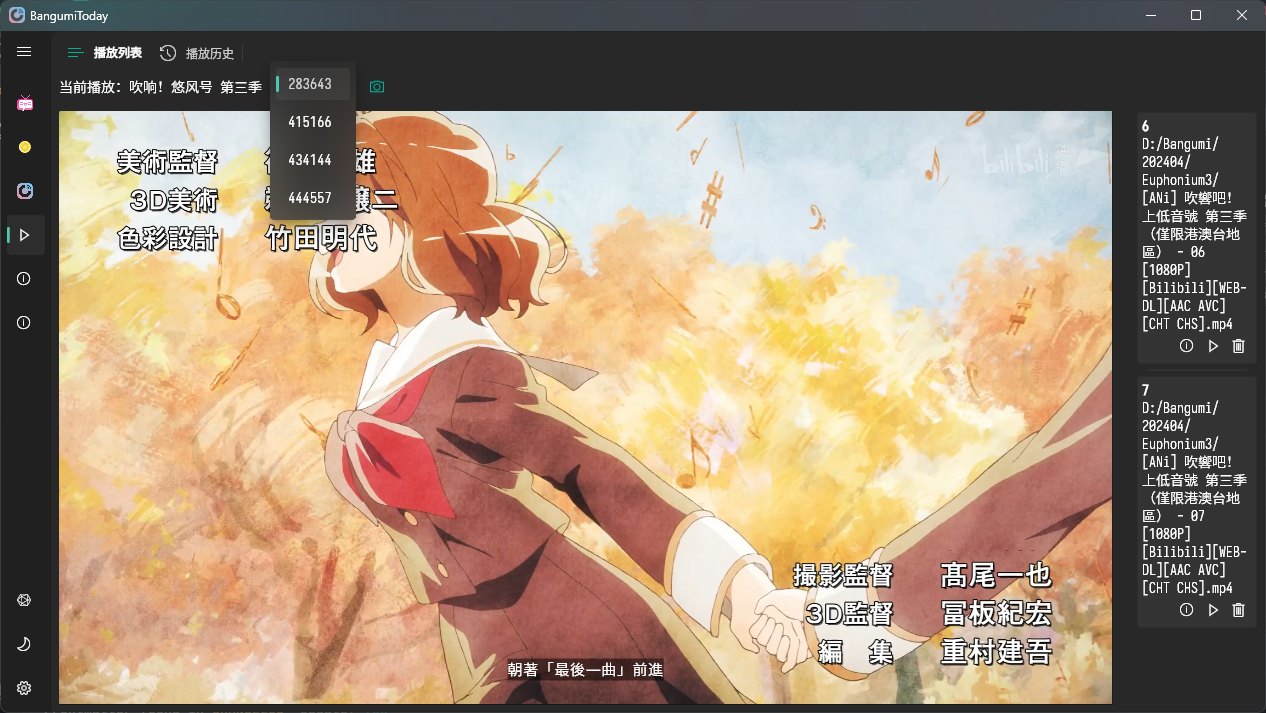 BangumiToday
播放列表 播放历史
当前播放：吹响！悠风号 第三季
283643
415166
434144
444557
美術監督 雄
3D美術 穣二
色彩設計 竹田明代
bilibili
撮影監督 髙尾一也
3D監督 冨板紀宏
編 集 重村建吾
朝著「最後一曲」前進
6
D:/Bangumi/
202404/
Euphonium3/
[ANi] 吹響吧！
上低音號 第三季
（僅限港澳台地
區） - 06
[1080P]
[Bilibili][WEB-
DL][AAC AVC]
[CHT CHS].mp4
7
D:/Bangumi/
202404/
Euphonium3/
[ANi] 吹響吧！
上低音號 第三季
（僅限港澳台地
區） - 07
[1080P]
[Bilibili][WEB-
DL][AAC AVC]
[CHT CHS].mp4